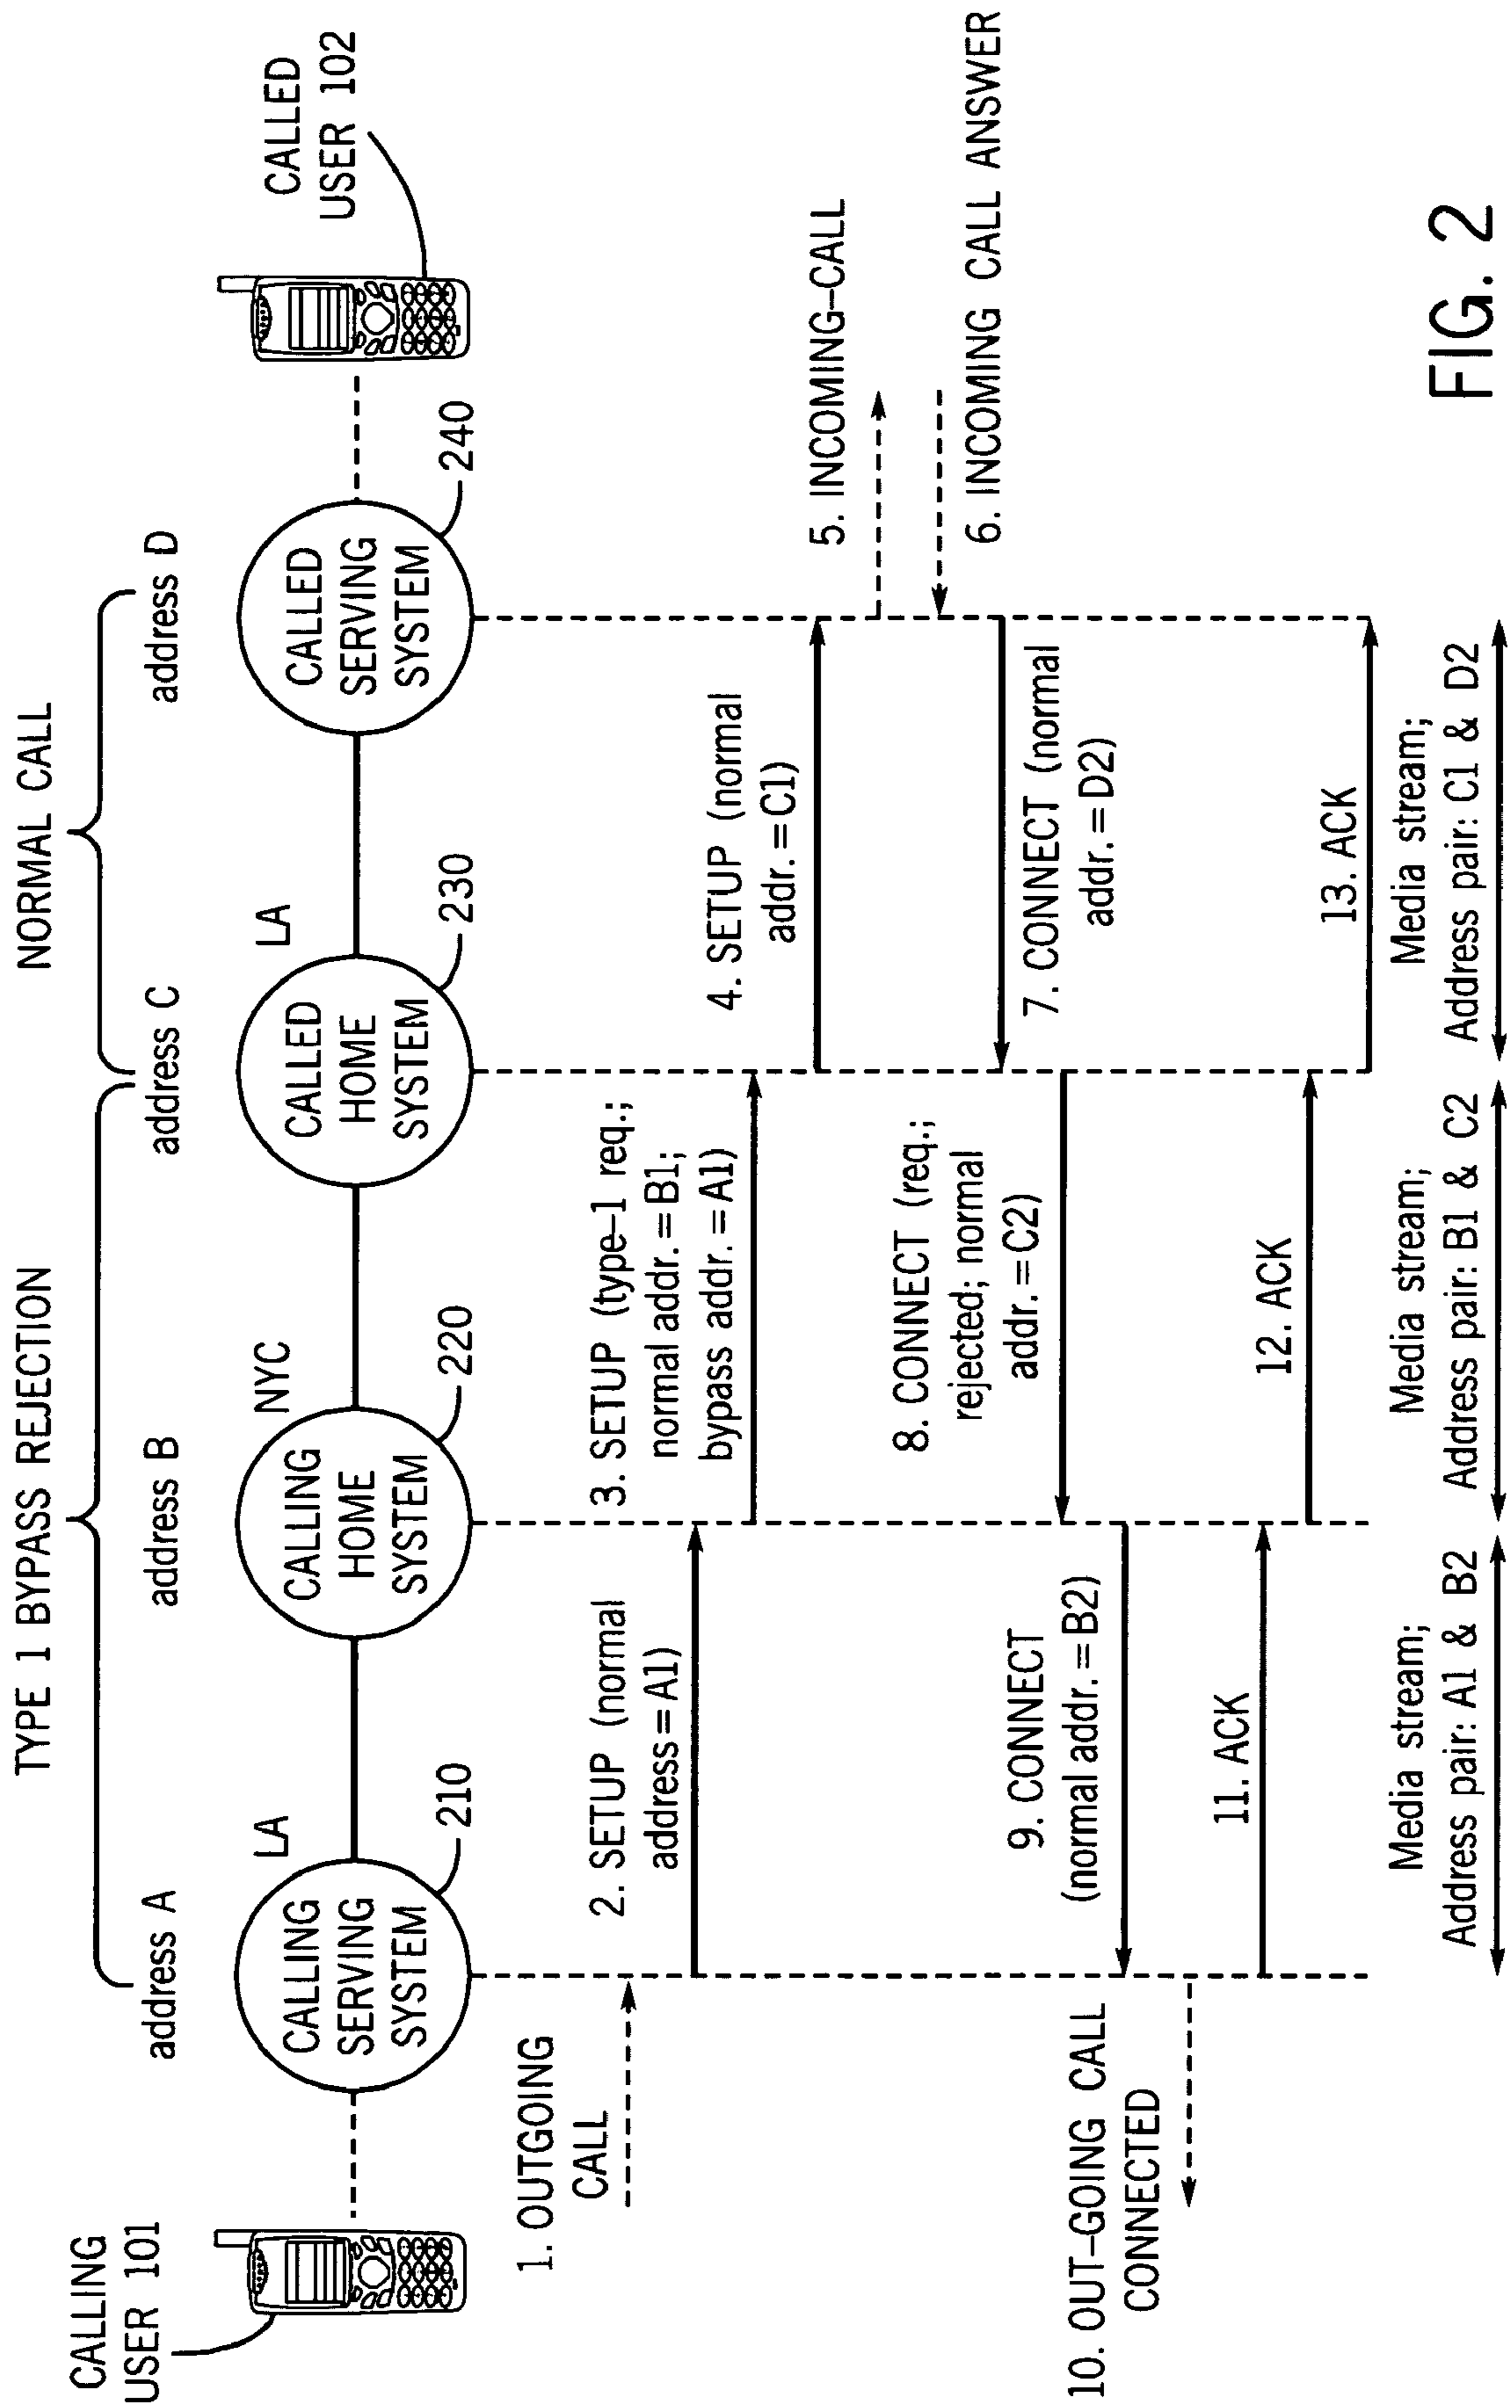 TYPE 1 BYPASS REJECTION
NORMAL CALL
CALLING
USER 101
address A
address B
address C
address D
CALLED
USER 102
LA
NYC
LA
CALLING
SERVING
SYSTEM
210
CALLING
HOME
SYSTEM
220
CALLED
HOME
SYSTEM
230
CALLED
SERVING
SYSTEM
240
1. OUTGOING
CALL
2. SETUP (normal
address=A1)
3. SETUP (type-1 req.;
normal addr.=B1;
bypass addr.=A1)
4. SETUP (normal
addr.=C1)
5. INCOMING-CALL
6. INCOMING CALL ANSWER
7. CONNECT (normal
addr.=D2)
8. CONNECT (req.;
rejected; normal
addr.=C2)
9. CONNECT
(normal addr.=B2)
10. OUT-GOING CALL
CONNECTED
11. ACK
12. ACK
13. ACK
Media stream;
Address pair: A1 & B2
Media stream;
Address pair: B1 & C2
Media stream;
Address pair: C1 & D2
FIG. 2